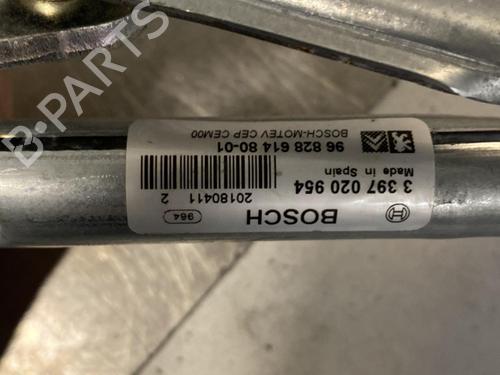 BOSCH
964
3 397 020 954
Made in Spain
20180411 2
96 828 614 80-01
BOSCH-MOTEV CEP CEM00
B-PARTS